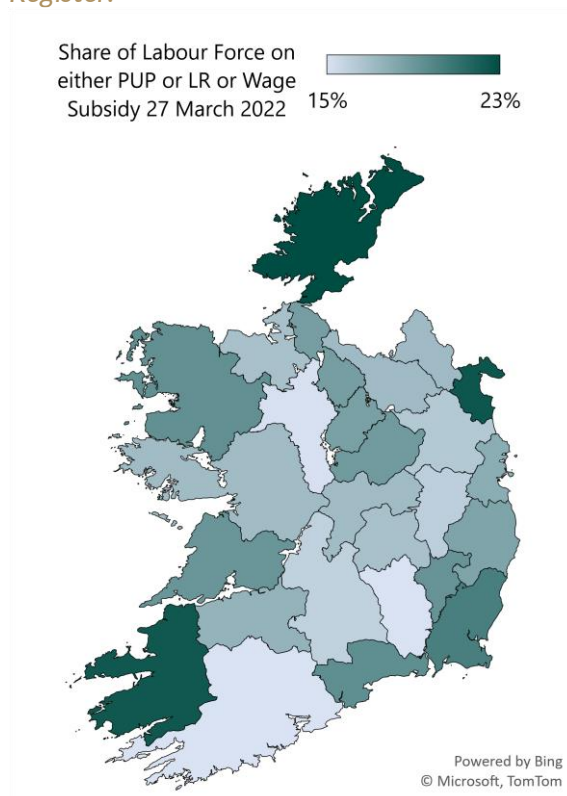 Register.
Share of Labour Force on
either PUP or LR or Wage
Subsidy 27 March 2022
15%
23%
Powered by Bing
© Microsoft, TomTom